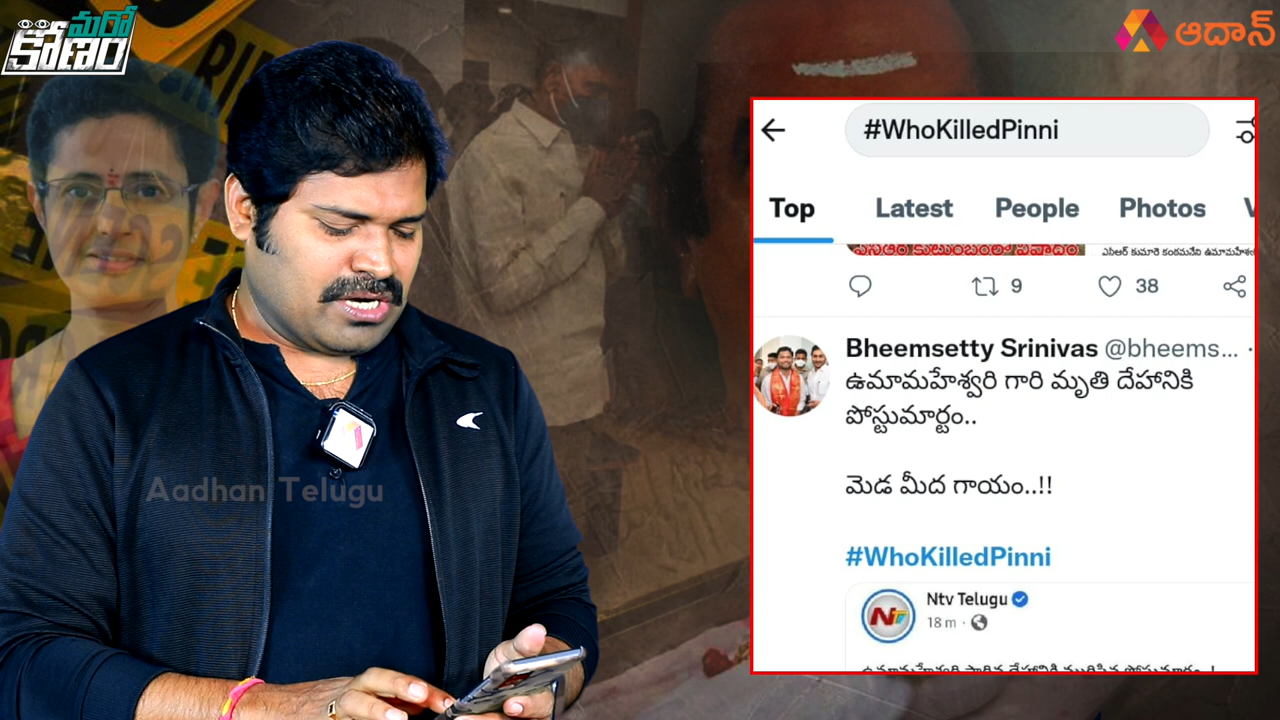 మరో
కోణం
ఆదాన్
Aadhan Telugu
#WhoKilledPinni
Top Latest People Photos
9 38
Bheemsetty Srinivas @bheems... ·
ఉమామహేశ్వరి గారి మృతి దేహానికి
పోస్టుమార్టం..
మెడ మీద గాయం..!!
#WhoKilledPinni
Ntv Telugu
18 m ·